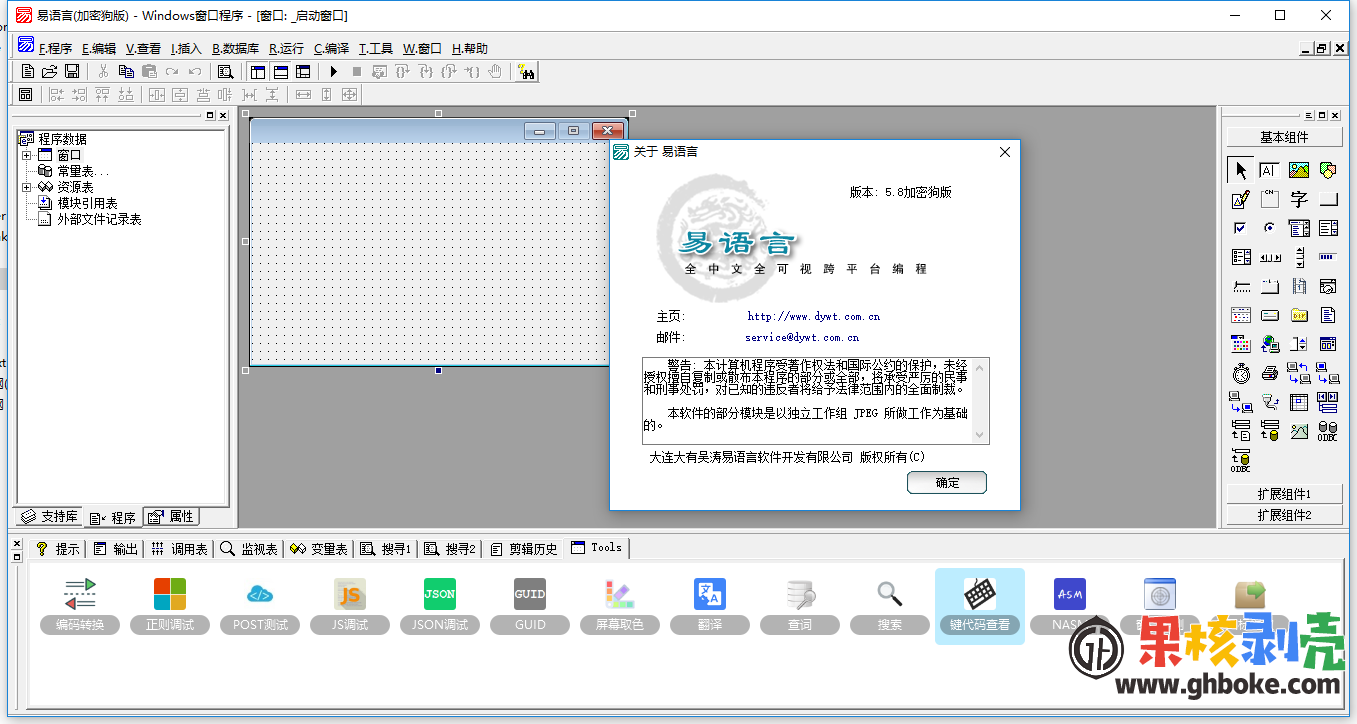 易语言(加密狗版) - Windows窗口程序 - [窗口: _启动窗口]
F.程序 E.编辑 V.查看 I.插入 B.数据库 R.运行 C.编译 T.工具 W.窗口 H.帮助
程序数据
窗口
常量表...
资源表
模块引用表
外部文件记录表
支持库 程序 属性
关于 易语言
版本: 5.8加密狗版
易语言
全中文全可视跨平台编程
主页: http://www.dywt.com.cn
邮件: service@dywt.com.cn
警告: 本计算机程序受著作权法和国际公约的保护，未经
授权擅自复制或散布本程序的部分或全部，将承受严厉的民事
和刑事处罚，对已知的违反者将给予法律范围内的全面制裁。
本软件的部分模块是以独立工作组 JPEG 所做工作为基础
的。
大连大有吴涛易语言软件开发有限公司 版权所有(C)
确定
基本组件
扩展组件1
扩展组件2
提示 输出 调用表 监视表 变量表 搜寻1 搜寻2 剪辑历史 Tools
JS JSON GUID ASM
编码转换 正则调试 POST测试 JS调试 JSON调试 GUID 屏幕取色 翻译 查词 搜索 键代码查看
果核剥壳
www.ghboke.com